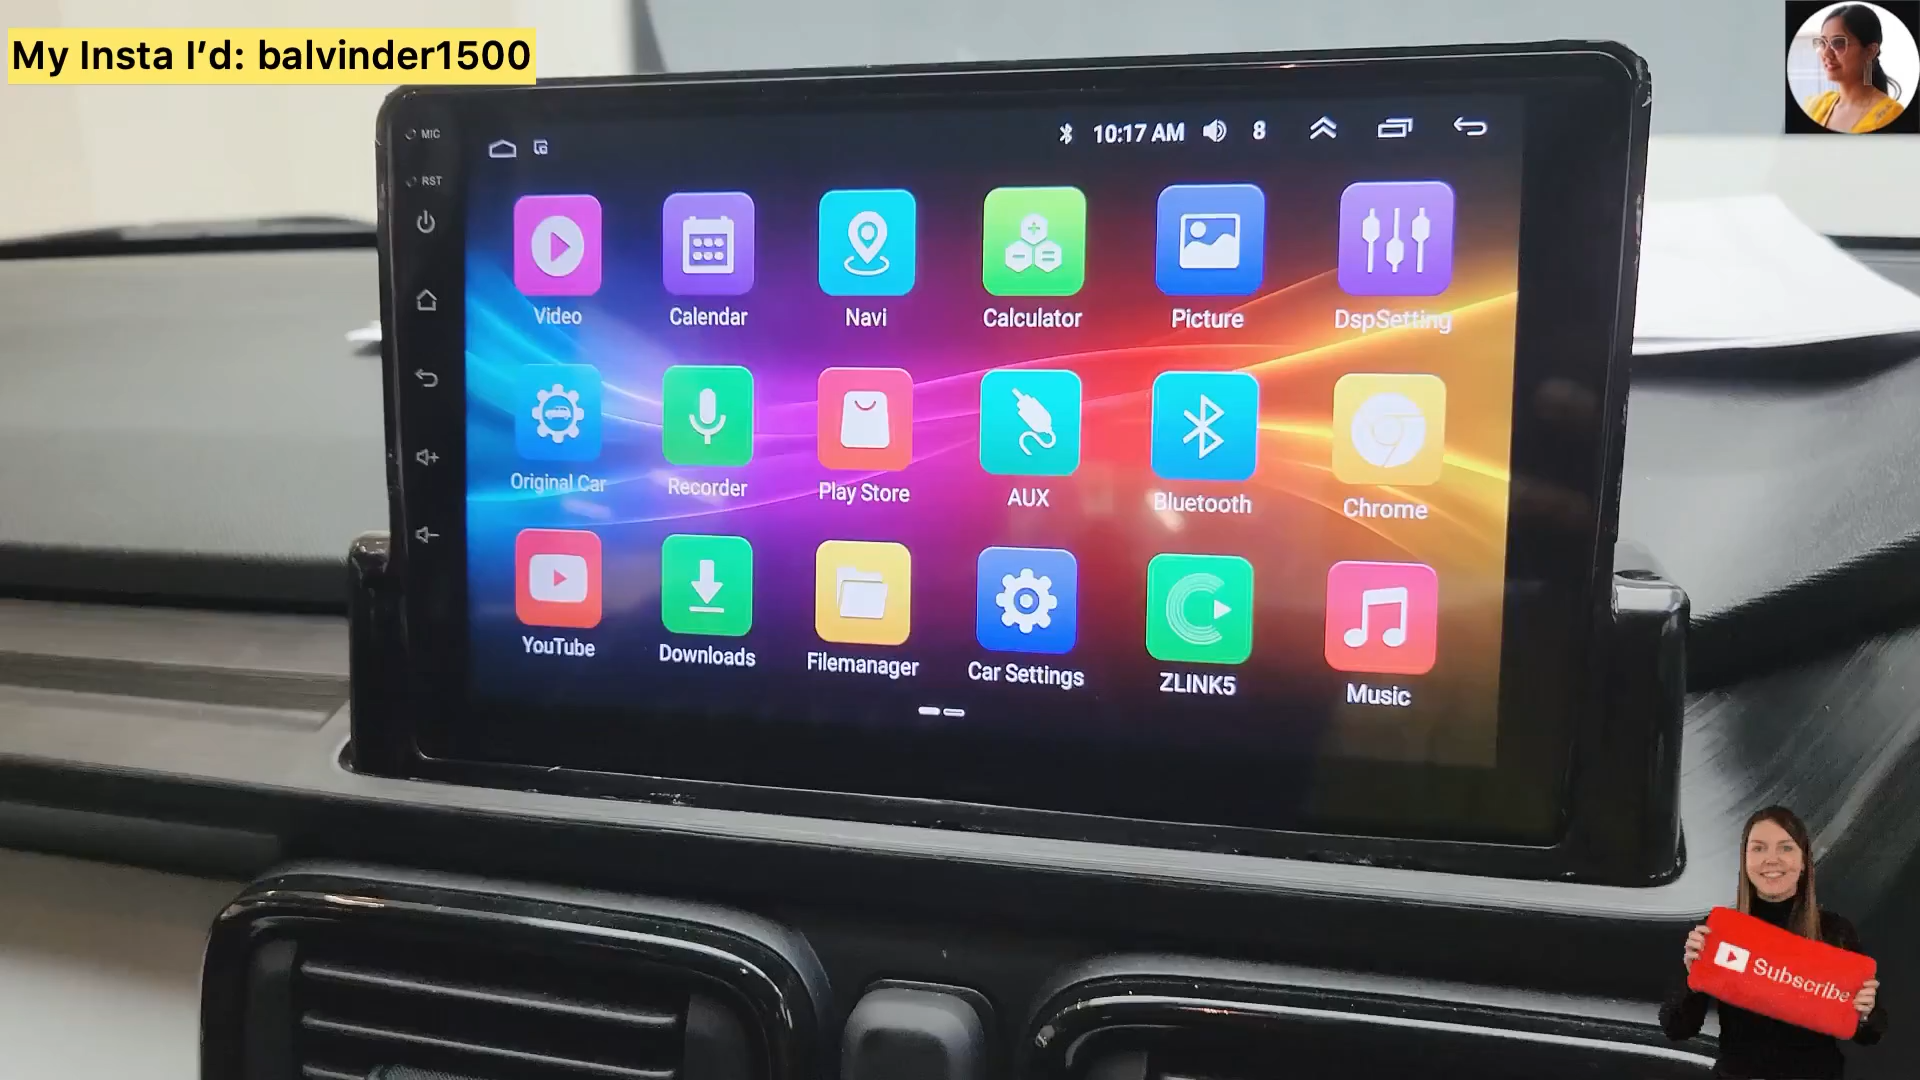 My Insta I’d: balvinder1500
MIC
RST
10:17 AM 8
Video Calendar Navi Calculator Picture DspSetting
Original Car Recorder Play Store AUX Bluetooth Chrome
YouTube Downloads Filemanager Car Settings ZLINK5 Music
Subscribe